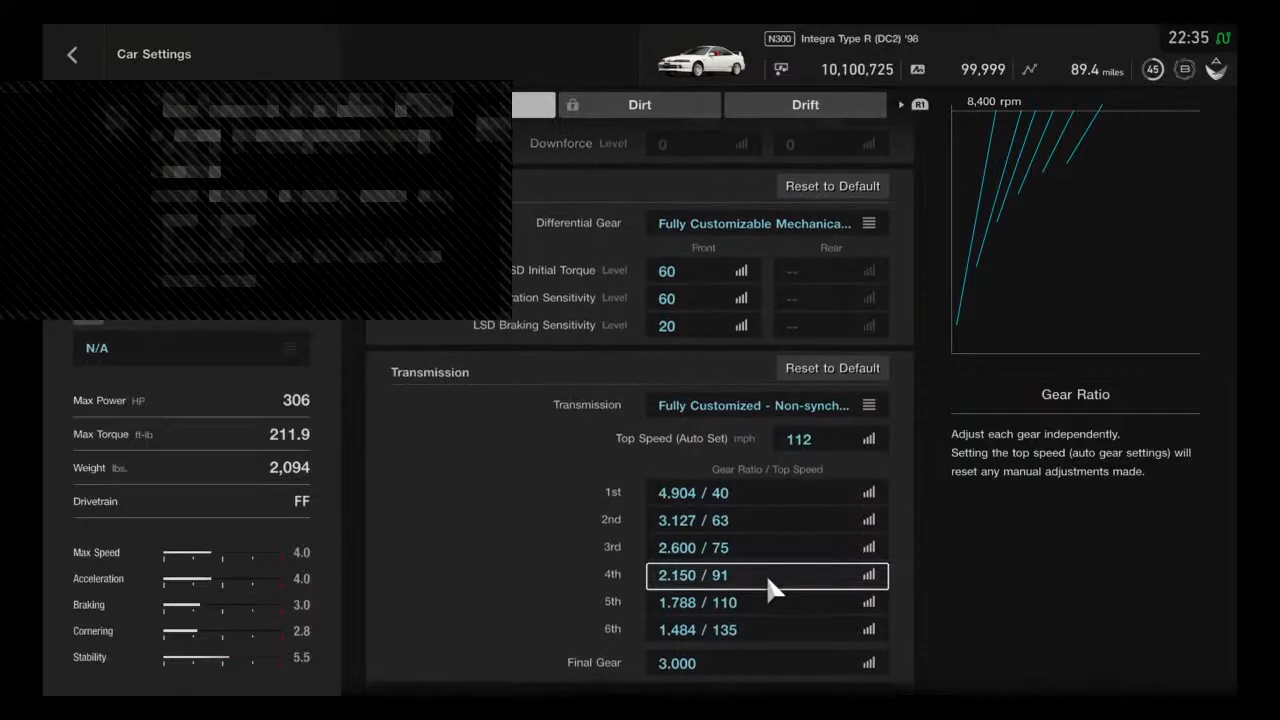 Car Settings
N300 Integra Type R (DC2) '98
22:35
10,100,725 99,999 89.4 miles 45 B
Dirt Drift R1
Downforce Level 0 0
Reset to Default
Differential Gear Fully Customizable Mechanica...
Front Rear
SD Initial Torque Level 60 --
ration Sensitivity Level 60 --
LSD Braking Sensitivity Level 20 --
Transmission Reset to Default
Transmission Fully Customized - Non-synch...
Top Speed (Auto Set) mph 112
Gear Ratio / Top Speed
1st 4.904 / 40
2nd 3.127 / 63
3rd 2.600 / 75
4th 2.150 / 91
5th 1.788 / 110
6th 1.484 / 135
Final Gear 3.000
N/A
Max Power HP 306
Max Torque ft-lb 211.9
Weight lbs. 2,094
Drivetrain FF
Max Speed 4.0
Acceleration 4.0
Braking 3.0
Cornering 2.8
Stability 5.5
8,400 rpm
Gear Ratio
Adjust each gear independently.
Setting the top speed (auto gear settings) will
reset any manual adjustments made.